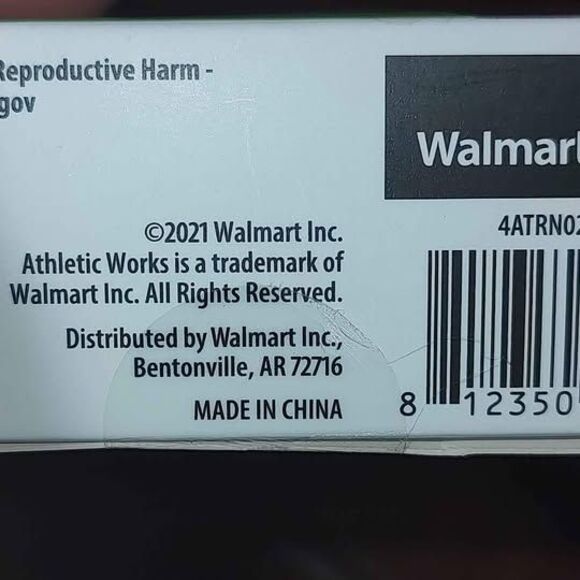 Reproductive Harm -
gov
Walmart
©2021 Walmart Inc.
4ATRN02
Athletic Works is a trademark of
Walmart Inc. All Rights Reserved.
Distributed by Walmart Inc.,
Bentonville, AR 72716
MADE IN CHINA
8 12350